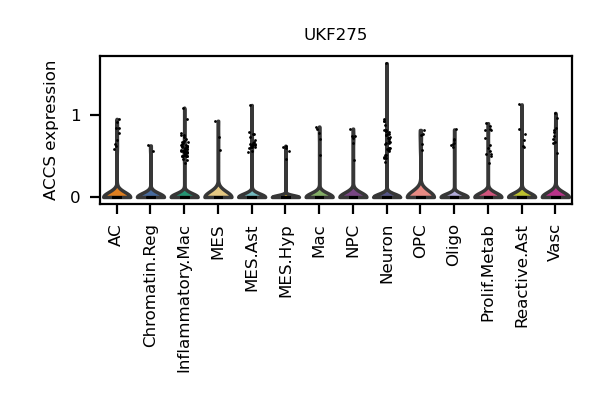 UKF275
ACCS expression
1
0
AC
Chromatin.Reg
Inflammatory.Mac
MES
MES.Ast
MES.Hyp
Mac
NPC
Neuron
OPC
Oligo
Prolif.Metab
Reactive.Ast
Vasc